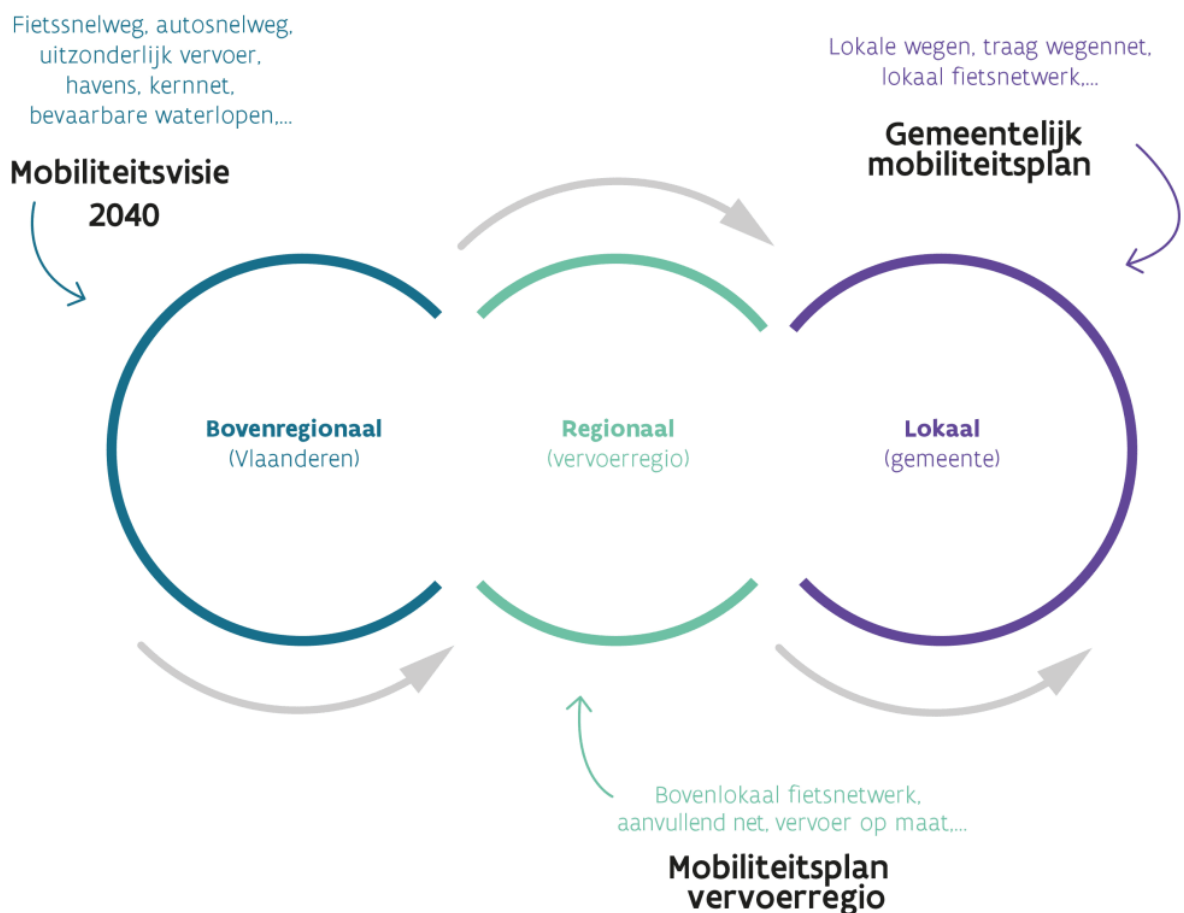 Fietssnelweg, autosnelweg,
uitzonderlijk vervoer,
havens, kernnet,
bevaarbare waterlopen,...
Mobiliteitsvisie
2040
Lokale wegen, traag wegennet,
lokaal fietsnetwerk,...
Gemeentelijk
mobiliteitsplan
Bovenregionaal
(Vlaanderen)
Regionaal
(vervoerregio)
Lokaal
(gemeente)
Bovenlokaal fietsnetwerk,
aanvullend net, vervoer op maat,...
Mobiliteitsplan
vervoerregio